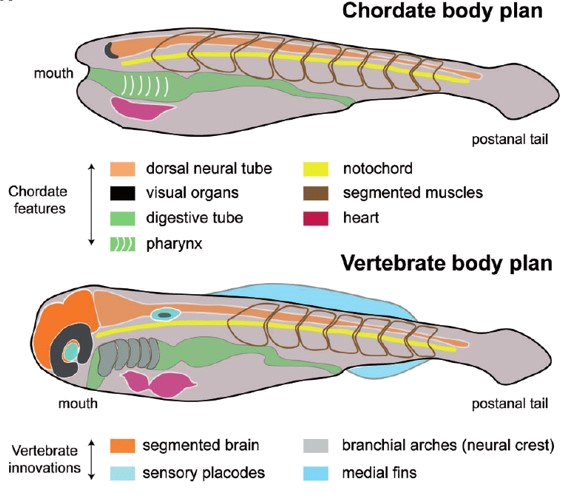 Chordate body plan
mouth
postanal tail
Chordate
features
dorsal neural tube
visual organs
digestive tube
pharynx
notochord
segmented muscles
heart
Vertebrate body plan
mouth
postanal tail
Vertebrate
innovations
segmented brain
sensory placodes
branchial arches (neural crest)
medial fins